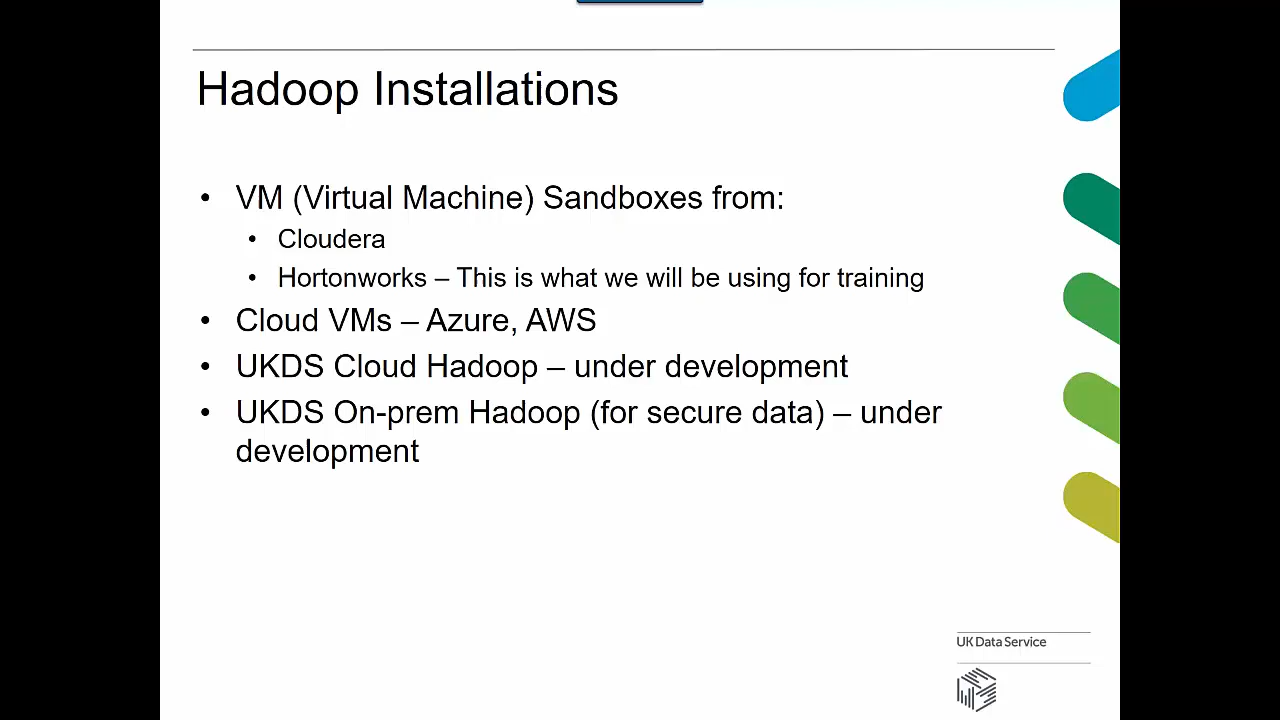 Hadoop Installations
• VM (Virtual Machine) Sandboxes from:
• Cloudera
• Hortonworks – This is what we will be using for training
• Cloud VMs – Azure, AWS
• UKDS Cloud Hadoop – under development
• UKDS On-prem Hadoop (for secure data) – under
development
UK Data Service